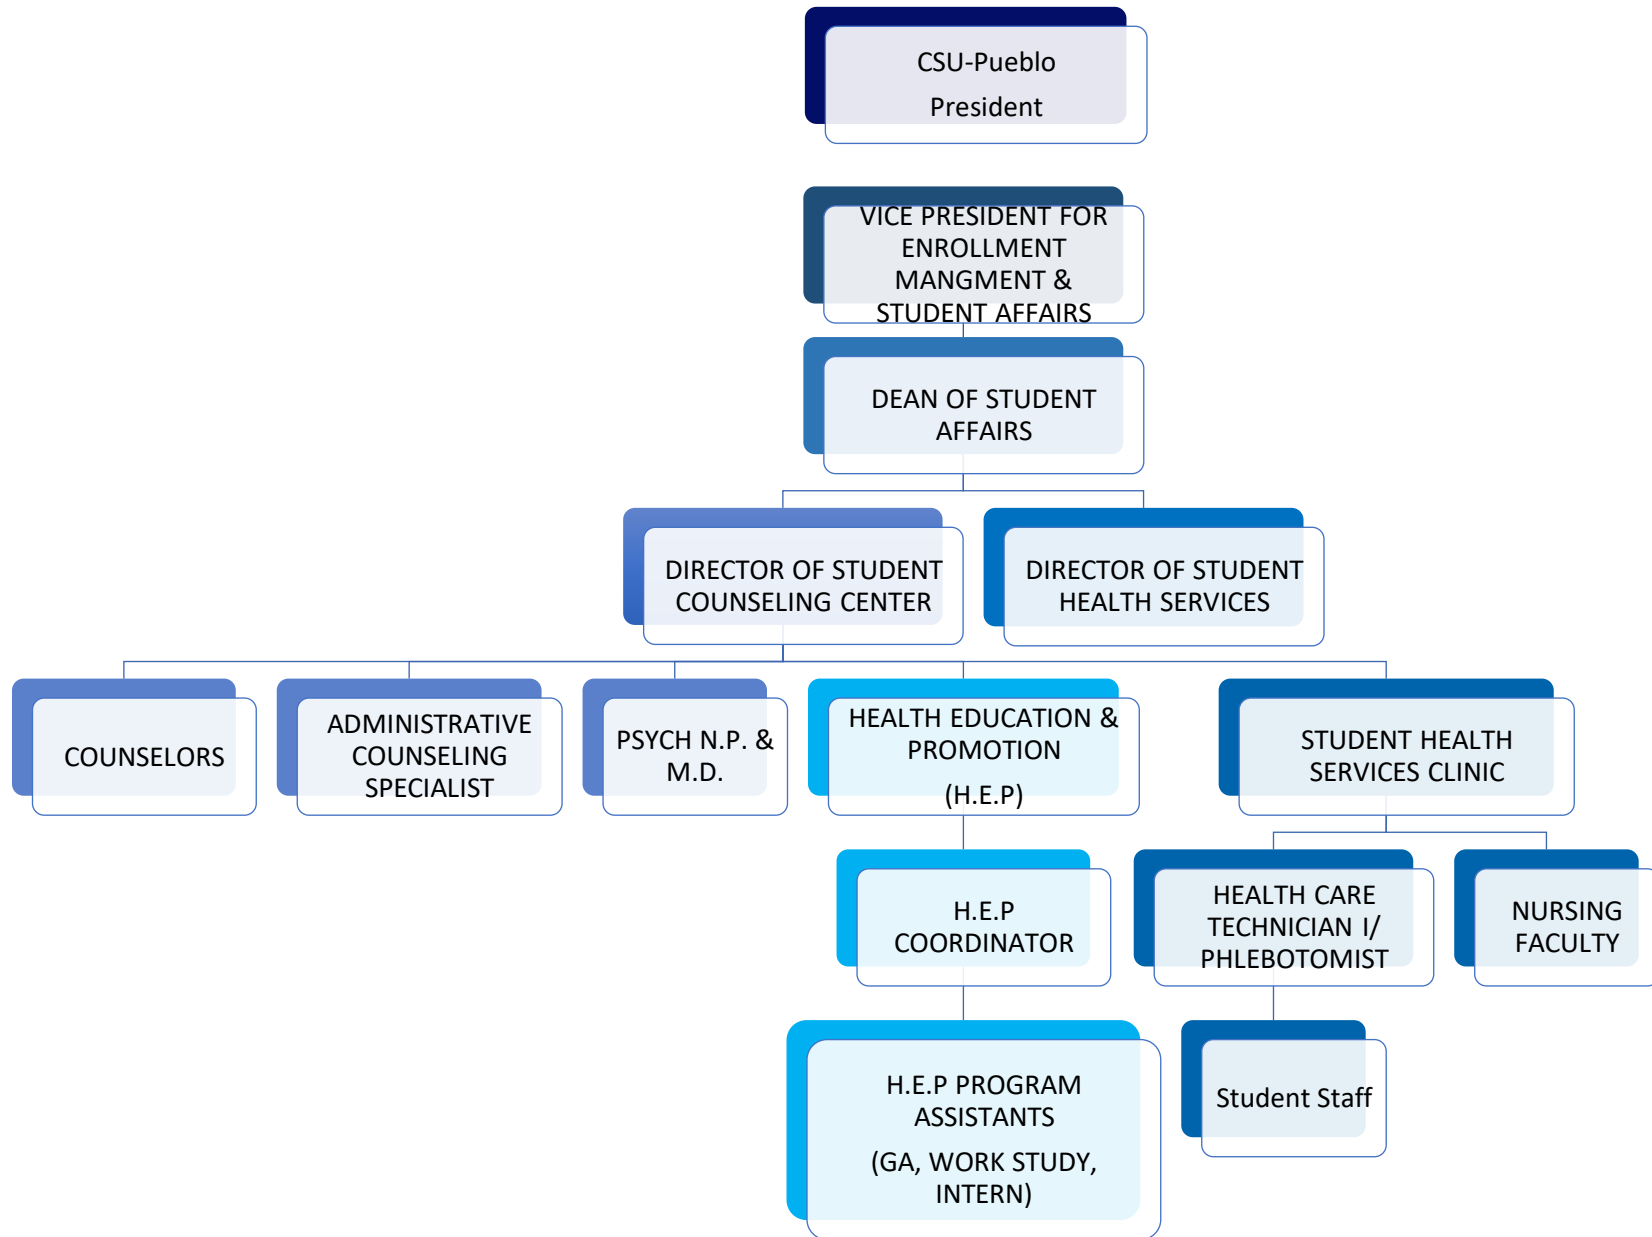 CSU-Pueblo
President
VICE PRESIDENT FOR
ENROLLMENT
MANGMENT &
STUDENT AFFAIRS
DEAN OF STUDENT
AFFAIRS
DIRECTOR OF STUDENT
COUNSELING CENTER
DIRECTOR OF STUDENT
HEALTH SERVICES
COUNSELORS
ADMINISTRATIVE
COUNSELING
SPECIALIST
PSYCH N.P. &
M.D.
HEALTH EDUCATION &
PROMOTION
(H.E.P)
STUDENT HEALTH
SERVICES CLINIC
H.E.P
COORDINATOR
HEALTH CARE
TECHNICIAN I/
PHLEBOTOMIST
NURSING
FACULTY
H.E.P PROGRAM
ASSISTANTS
(GA, WORK STUDY,
INTERN)
Student Staff